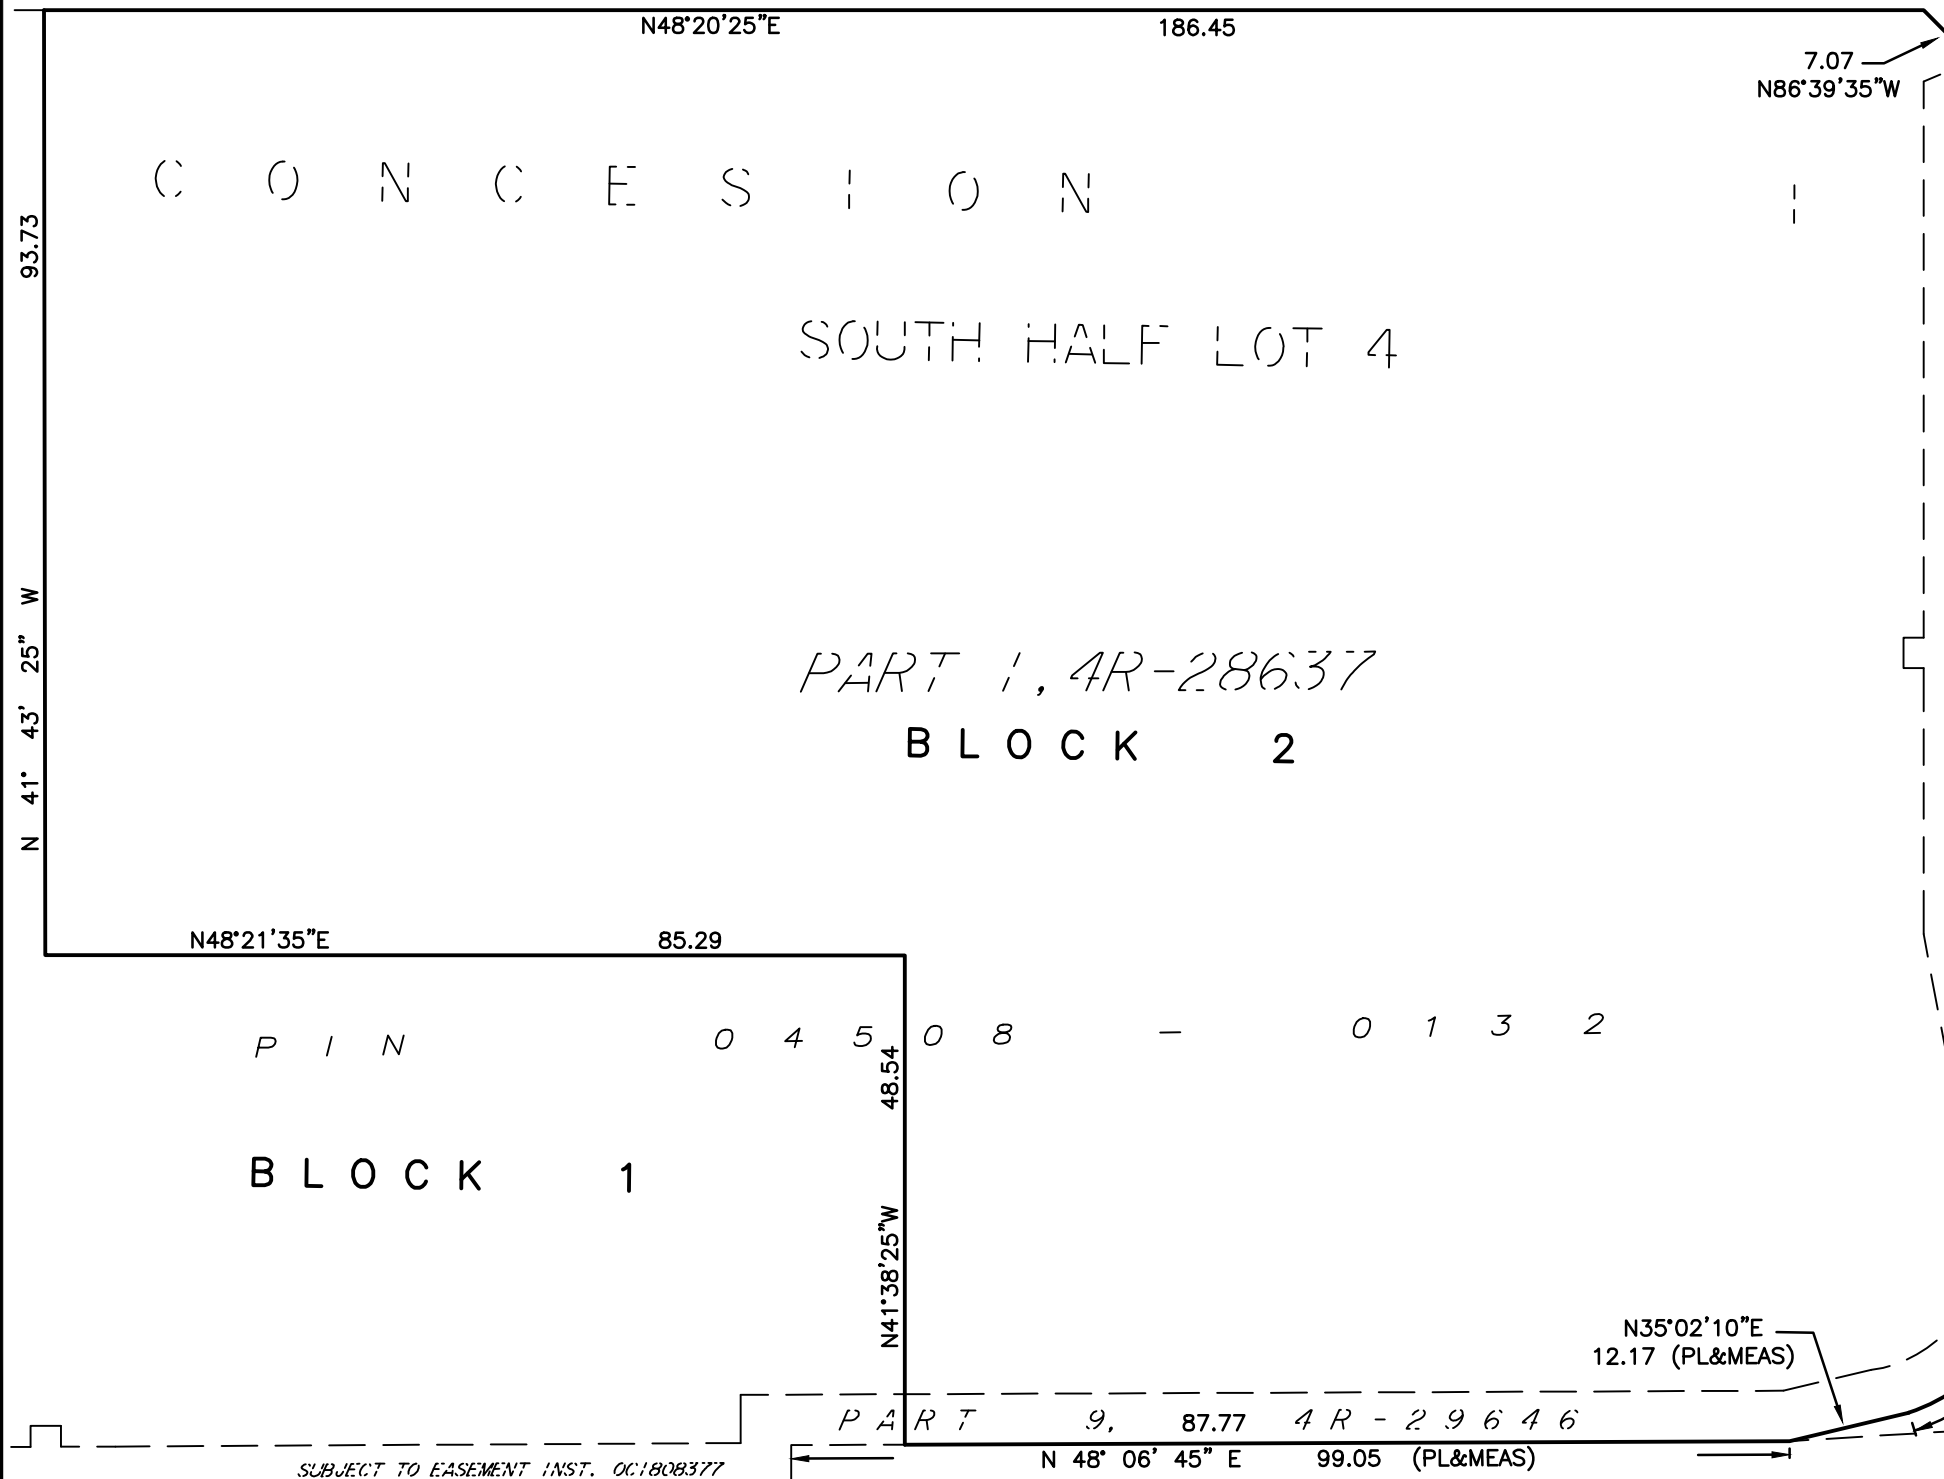 N48°20'25"E 186.45
7.07
N86°39'35"W
C O N C E S I O N I
93.73
SOUTH HALF LOT 4
N 41° 43' 25" W
PART 1, 4R-28637
BLOCK 2
N48°21'35"E 85.29
PIN 04508 - 0132
48.54
BLOCK 1
N41°38'25"W
N35°02'10"E
12.17 (PL&MEAS)
PART 9, 87.77 4R-29646
N 48° 06' 45" E 99.05 (PL&MEAS)
SUBJECT TO EASEMENT INST. OC1808377